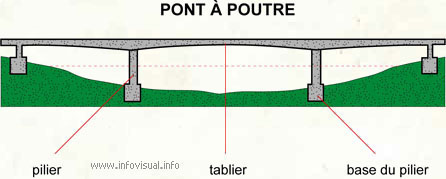 PONT À POUTRE
pilier
www.infovisual.info
tablier
base du pilier